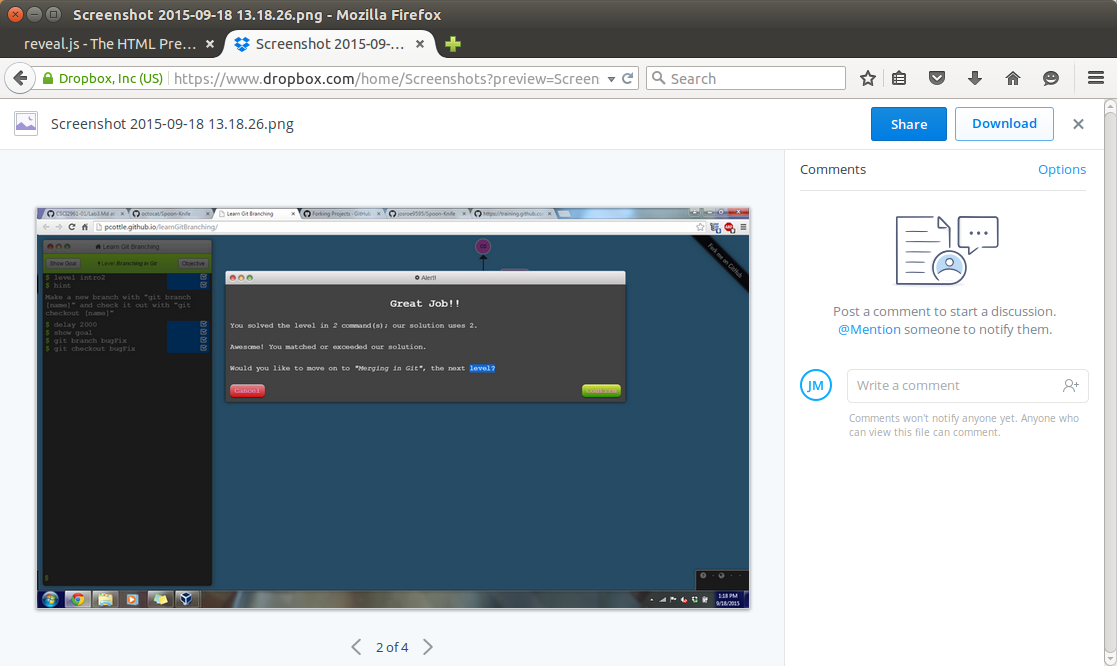 Screenshot 2015-09-18 13.18.26.png - Mozilla Firefox
reveal.js - The HTML Pre...
Screenshot 2015-09-...
Dropbox, Inc (US)
https://www.dropbox.com/home/Screenshots?preview=Screen
Search
Screenshot 2015-09-18 13.18.26.png
Share
Download
Comments
Options
CSCI2961-01/Lab3.Md at
octocat/Spoon-Knife
Learn Git Branching
Forking Projects · GitHub
https://training.github.co
pcottle.github.io/learnGitBranching/
Learn Git Branching
Show Goal
Level Branching in Git
Objective
Fork me on GitHub
$ level intro2
$ hint
Make a new branch with "git branch
[name]" and check it out with "git
checkout [name]"
$ delay 2000
$ show goal
$ git branch bugFix
$ git checkout bugFix
$
Alert!
Great Job!!
You solved the level in 2 command(s); our solution uses 2.
Awesome! You matched or exceeded our solution.
Would you like to move on to "Merging in Git", the next level?
1:18 PM
9/18/2015
Post a comment to start a discussion.
@Mention someone to notify them.
JM
Write a comment
Comments won't notify anyone yet. Anyone who
can view this file can comment.
2 of 4